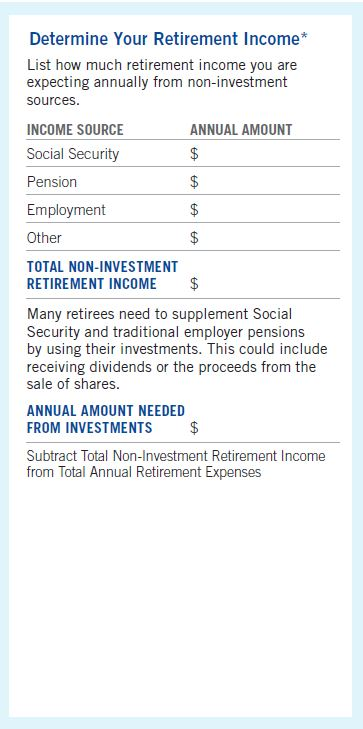 Determine Your Retirement Income*
List how much retirement income you are
expecting annually from non-investment
sources.
INCOME SOURCE ANNUAL AMOUNT
Social Security $
Pension $
Employment $
Other $
TOTAL NON-INVESTMENT
RETIREMENT INCOME $
Many retirees need to supplement Social
Security and traditional employer pensions
by using their investments. This could include
receiving dividends or the proceeds from the
sale of shares.
ANNUAL AMOUNT NEEDED
FROM INVESTMENTS $
Subtract Total Non-Investment Retirement Income
from Total Annual Retirement Expenses